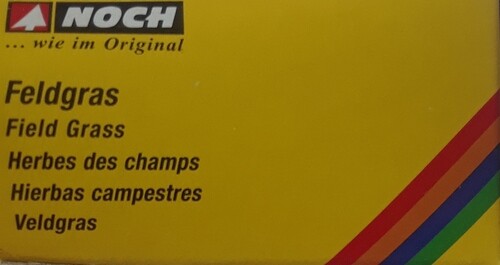 NOCH
... wie im Original
Feldgras
Field Grass
Herbes des champs
Hierbas campestres
Veldgras